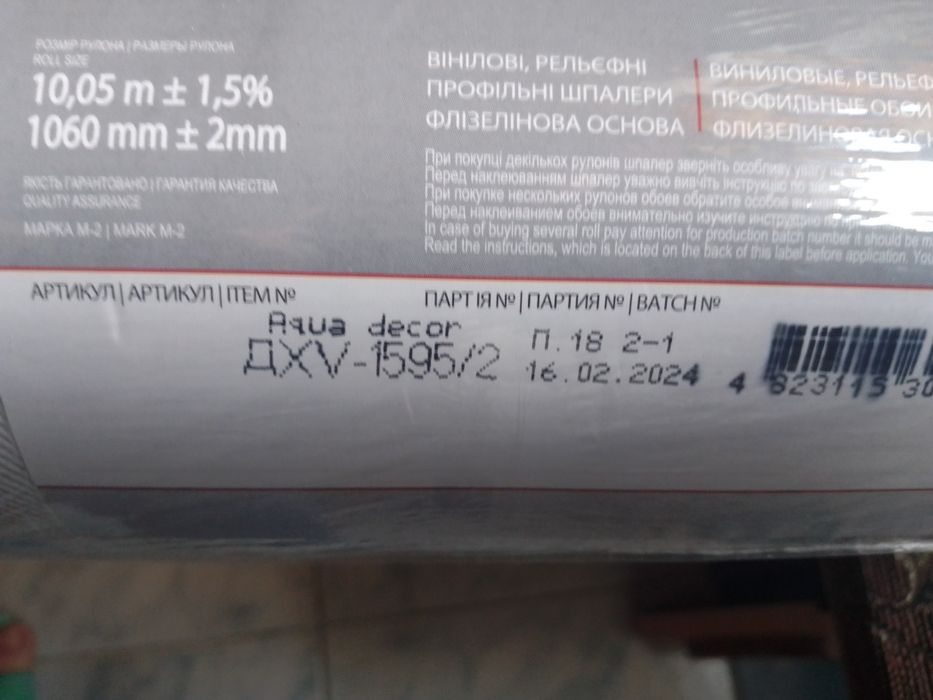 РОЗМІР РУЛОНА | РАЗМЕРЫ РУЛОНА
ROLL SIZE
10,05 m ± 1,5%
1060 mm ± 2mm
ЯКІСТЬ ГАРАНТОВАНО | ГАРАНТИЯ КАЧЕСТВА
QUALITY ASSURANCE
МАРКА М-2 | MARK M-2
ВІНІЛОВІ, РЕЛЬЄФНІ
ПРОФІЛЬНІ ШПАЛЕРИ
ФЛІЗЕЛІНОВА ОСНОВА
ВИНИЛОВЫЕ, РЕЛЬЕФ
ПРОФИЛЬНЫЕ ОБОИ
ФЛИЗЕЛИНОВАЯ ОСН
При покупці декількох рулонів шпалер зверніть особливу увагу
Перед наклеюванням шпалер уважно вивчіть інструкцію по
При покупке нескольких рулонов обоев обратите особое
Перед наклеиванием обоев внимательно изучите
In case of buying several roll pay attention for production batch number it should be
Read the instructions, which is located on the back of this label before application. You
АРТИКУЛ | АРТИКУЛ | ITEM №
ПАРТІЯ № | ПАРТИЯ № | BATCH №
Aqua decor
ДХV-1595/2
П.18 2-1
16.02.2024
4 823115 30